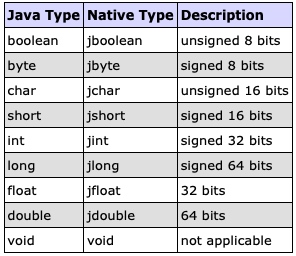 Java Type Native Type Description
boolean jboolean unsigned 8 bits
byte jbyte signed 8 bits
char jchar unsigned 16 bits
short jshort signed 16 bits
int jint signed 32 bits
long jlong signed 64 bits
float jfloat 32 bits
double jdouble 64 bits
void void not applicable